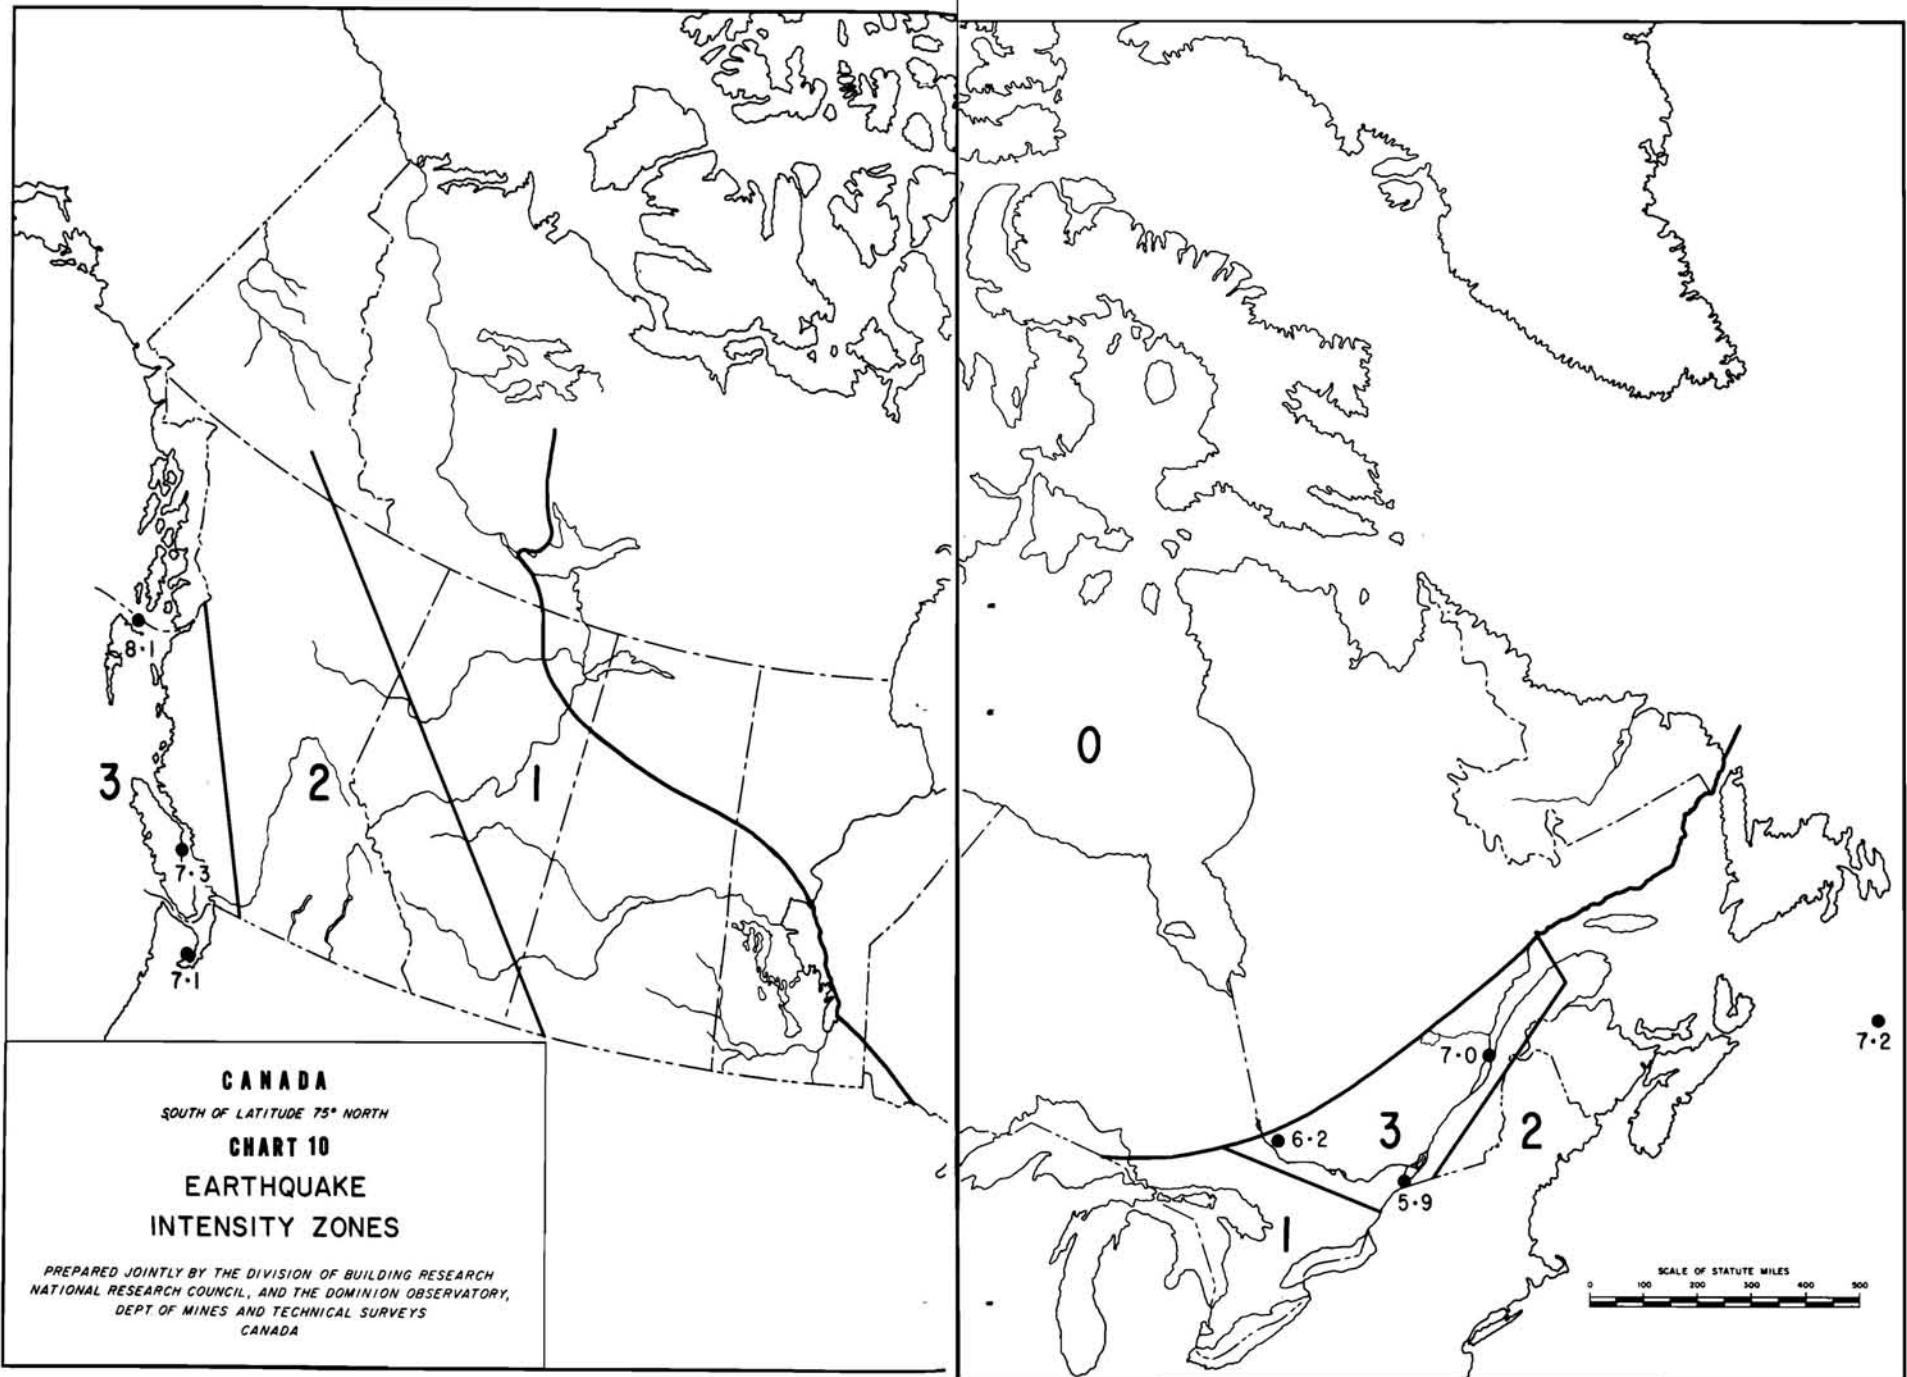 8·1
3
2
1
7·3
7·1
CANADA
SOUTH OF LATITUDE 75° NORTH
CHART 10
EARTHQUAKE
INTENSITY ZONES
PREPARED JOINTLY BY THE DIVISION OF BUILDING RESEARCH
NATIONAL RESEARCH COUNCIL, AND THE DOMINION OBSERVATORY,
DEPT OF MINES AND TECHNICAL SURVEYS
CANADA
0
7·2
7·0
6·2
3
2
5·9
1
SCALE OF STATUTE MILES
0 100 200 300 400 500